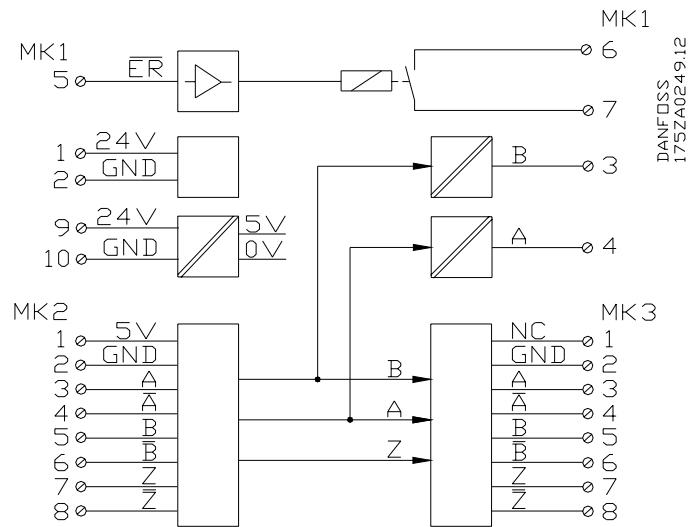 MK1
MK1
5 E̅R̅
6
7
DANFOSS
175ZA0249.12
1 24V
2 GND
B 3
9 24V
10 GND
5V
0V
A 4
MK2
MK3
1 5V
2 GND
3 A
4 A̅
5 B
6 B̅
7 Z
8 Z̅
B
A
Z
NC 1
GND 2
A 3
A̅ 4
B 5
B̅ 6
Z 7
Z̅ 8